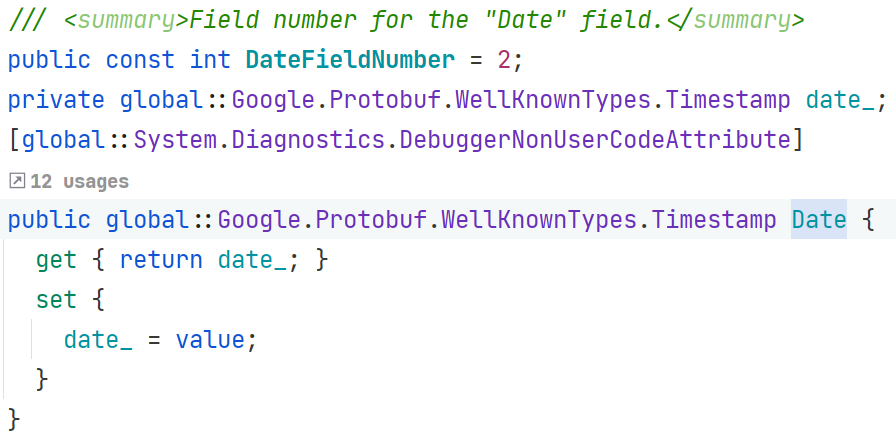 /// <summary>Field number for the "Date" field.</summary>
public const int DateFieldNumber = 2;
private global::Google.Protobuf.WellKnownTypes.Timestamp date_;
[global::System.Diagnostics.DebuggerNonUserCodeAttribute]
12 usages
public global::Google.Protobuf.WellKnownTypes.Timestamp Date {
  get { return date_; }
  set {
    date_ = value;
  }
}